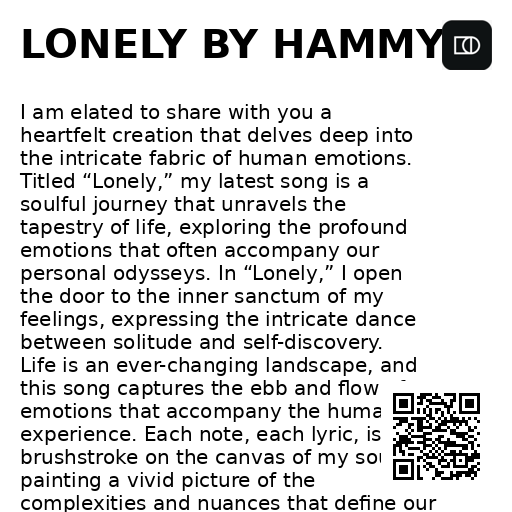 LONELY BY HAMMY
I am elated to share with you a
heartfelt creation that delves deep into
the intricate fabric of human emotions.
Titled “Lonely,” my latest song is a
soulful journey that unravels the
tapestry of life, exploring the profound
emotions that often accompany our
personal odysseys. In “Lonely,” I open
the door to the inner sanctum of my
feelings, expressing the intricate dance
between solitude and self-discovery.
Life is an ever-changing landscape, and
this song captures the ebb and flow
emotions that accompany the huma
experience. Each note, each lyric, is
brushstroke on the canvas of my
painting a vivid picture of the
complexities and nuances that define our